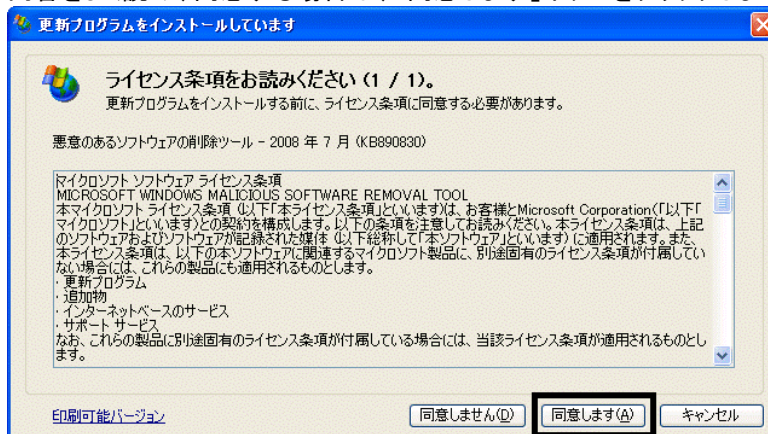 更新プログラムをインストールしています
ライセンス条項をお読みください (1 / 1)。
更新プログラムをインストールする前に、ライセンス条項に同意する必要があります。
悪意のあるソフトウェアの削除ツール - 2008 年 7 月 (KB890830)
マイクロソフト ソフトウェア ライセンス条項
MICROSOFT WINDOWS MALICIOUS SOFTWARE REMOVAL TOOL
本マイクロソフト ライセンス条項 (以下「本ライセンス条項」といいます)は、お客様とMicrosoft Corporation(「以下「
マイクロソフト」といいます)との契約を構成します。以下の条項を注意してお読みください。本ライセンス条項は、上記
のソフトウェアおよびソフトウェアが記録された媒体 (以下総称して「本ソフトウェア」といいます) に適用されます。また、
本ライセンス条項は、以下の本ソフトウェアに関連するマイクロソフト製品に、別途固有のライセンス条項が付属してい
ない場合には、これらの製品にも適用されるものとします。
・更新プログラム
・追加物
・インターネットベースのサービス
・サポート サービス
なお、これらの製品に別途固有のライセンス条項が付属している場合には、当該ライセンス条項が適用されるものとし
ます。
印刷可能バージョン
同意しません(D)
同意します(A)
キャンセル